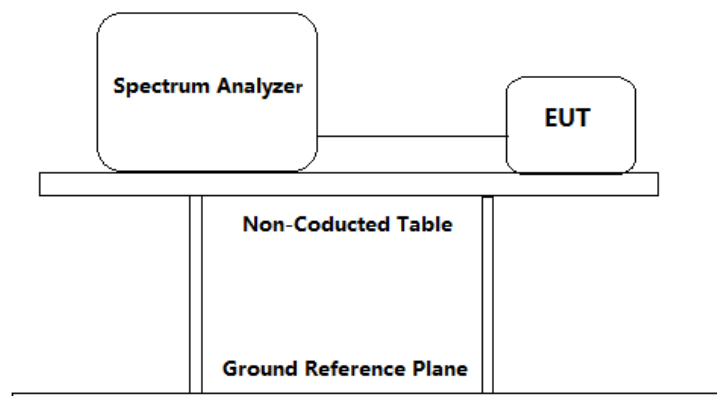 Spectrum Analyzer
EUT
Non-Coducted Table
Ground Reference Plane